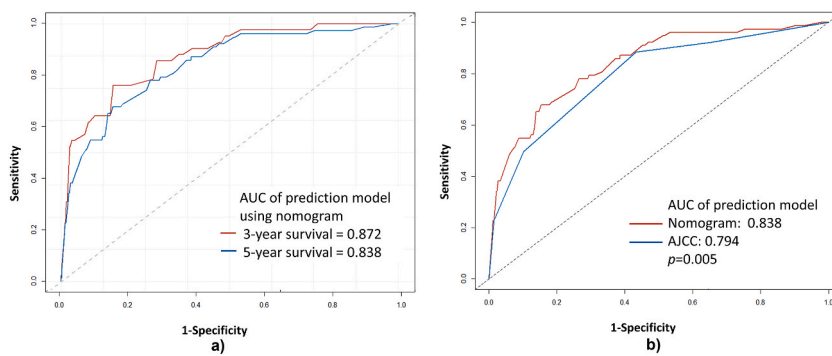 1.0
0.8
0.6
0.4
0.2
0.0
Sensitivity
AUC of prediction model
using nomogram
3-year survival = 0.872
5-year survival = 0.838
0.0 0.2 0.4 0.6 0.8 1.0
1-Specificity
a)
1.0
0.8
0.6
0.4
0.2
0.0
Sensitivity
AUC of prediction model
Nomogram: 0.838
AJCC: 0.794
p=0.005
0.0 0.2 0.4 0.6 0.8 1.0
1-Specificity
b)